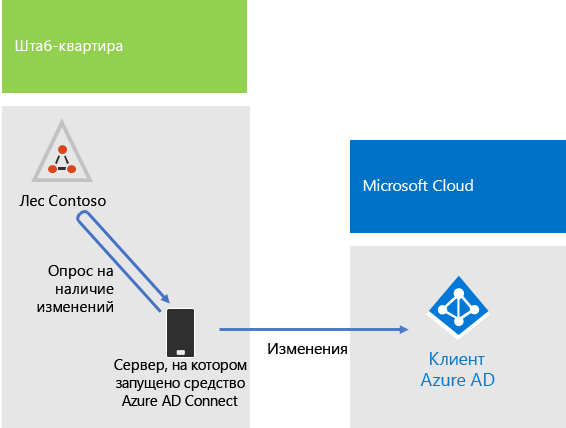 Штаб-квартира
Лес Contoso
Опрос на
наличие
изменений
Сервер, на котором
запущено средство
Azure AD Connect
Изменения
Microsoft Cloud
Клиент
Azure AD